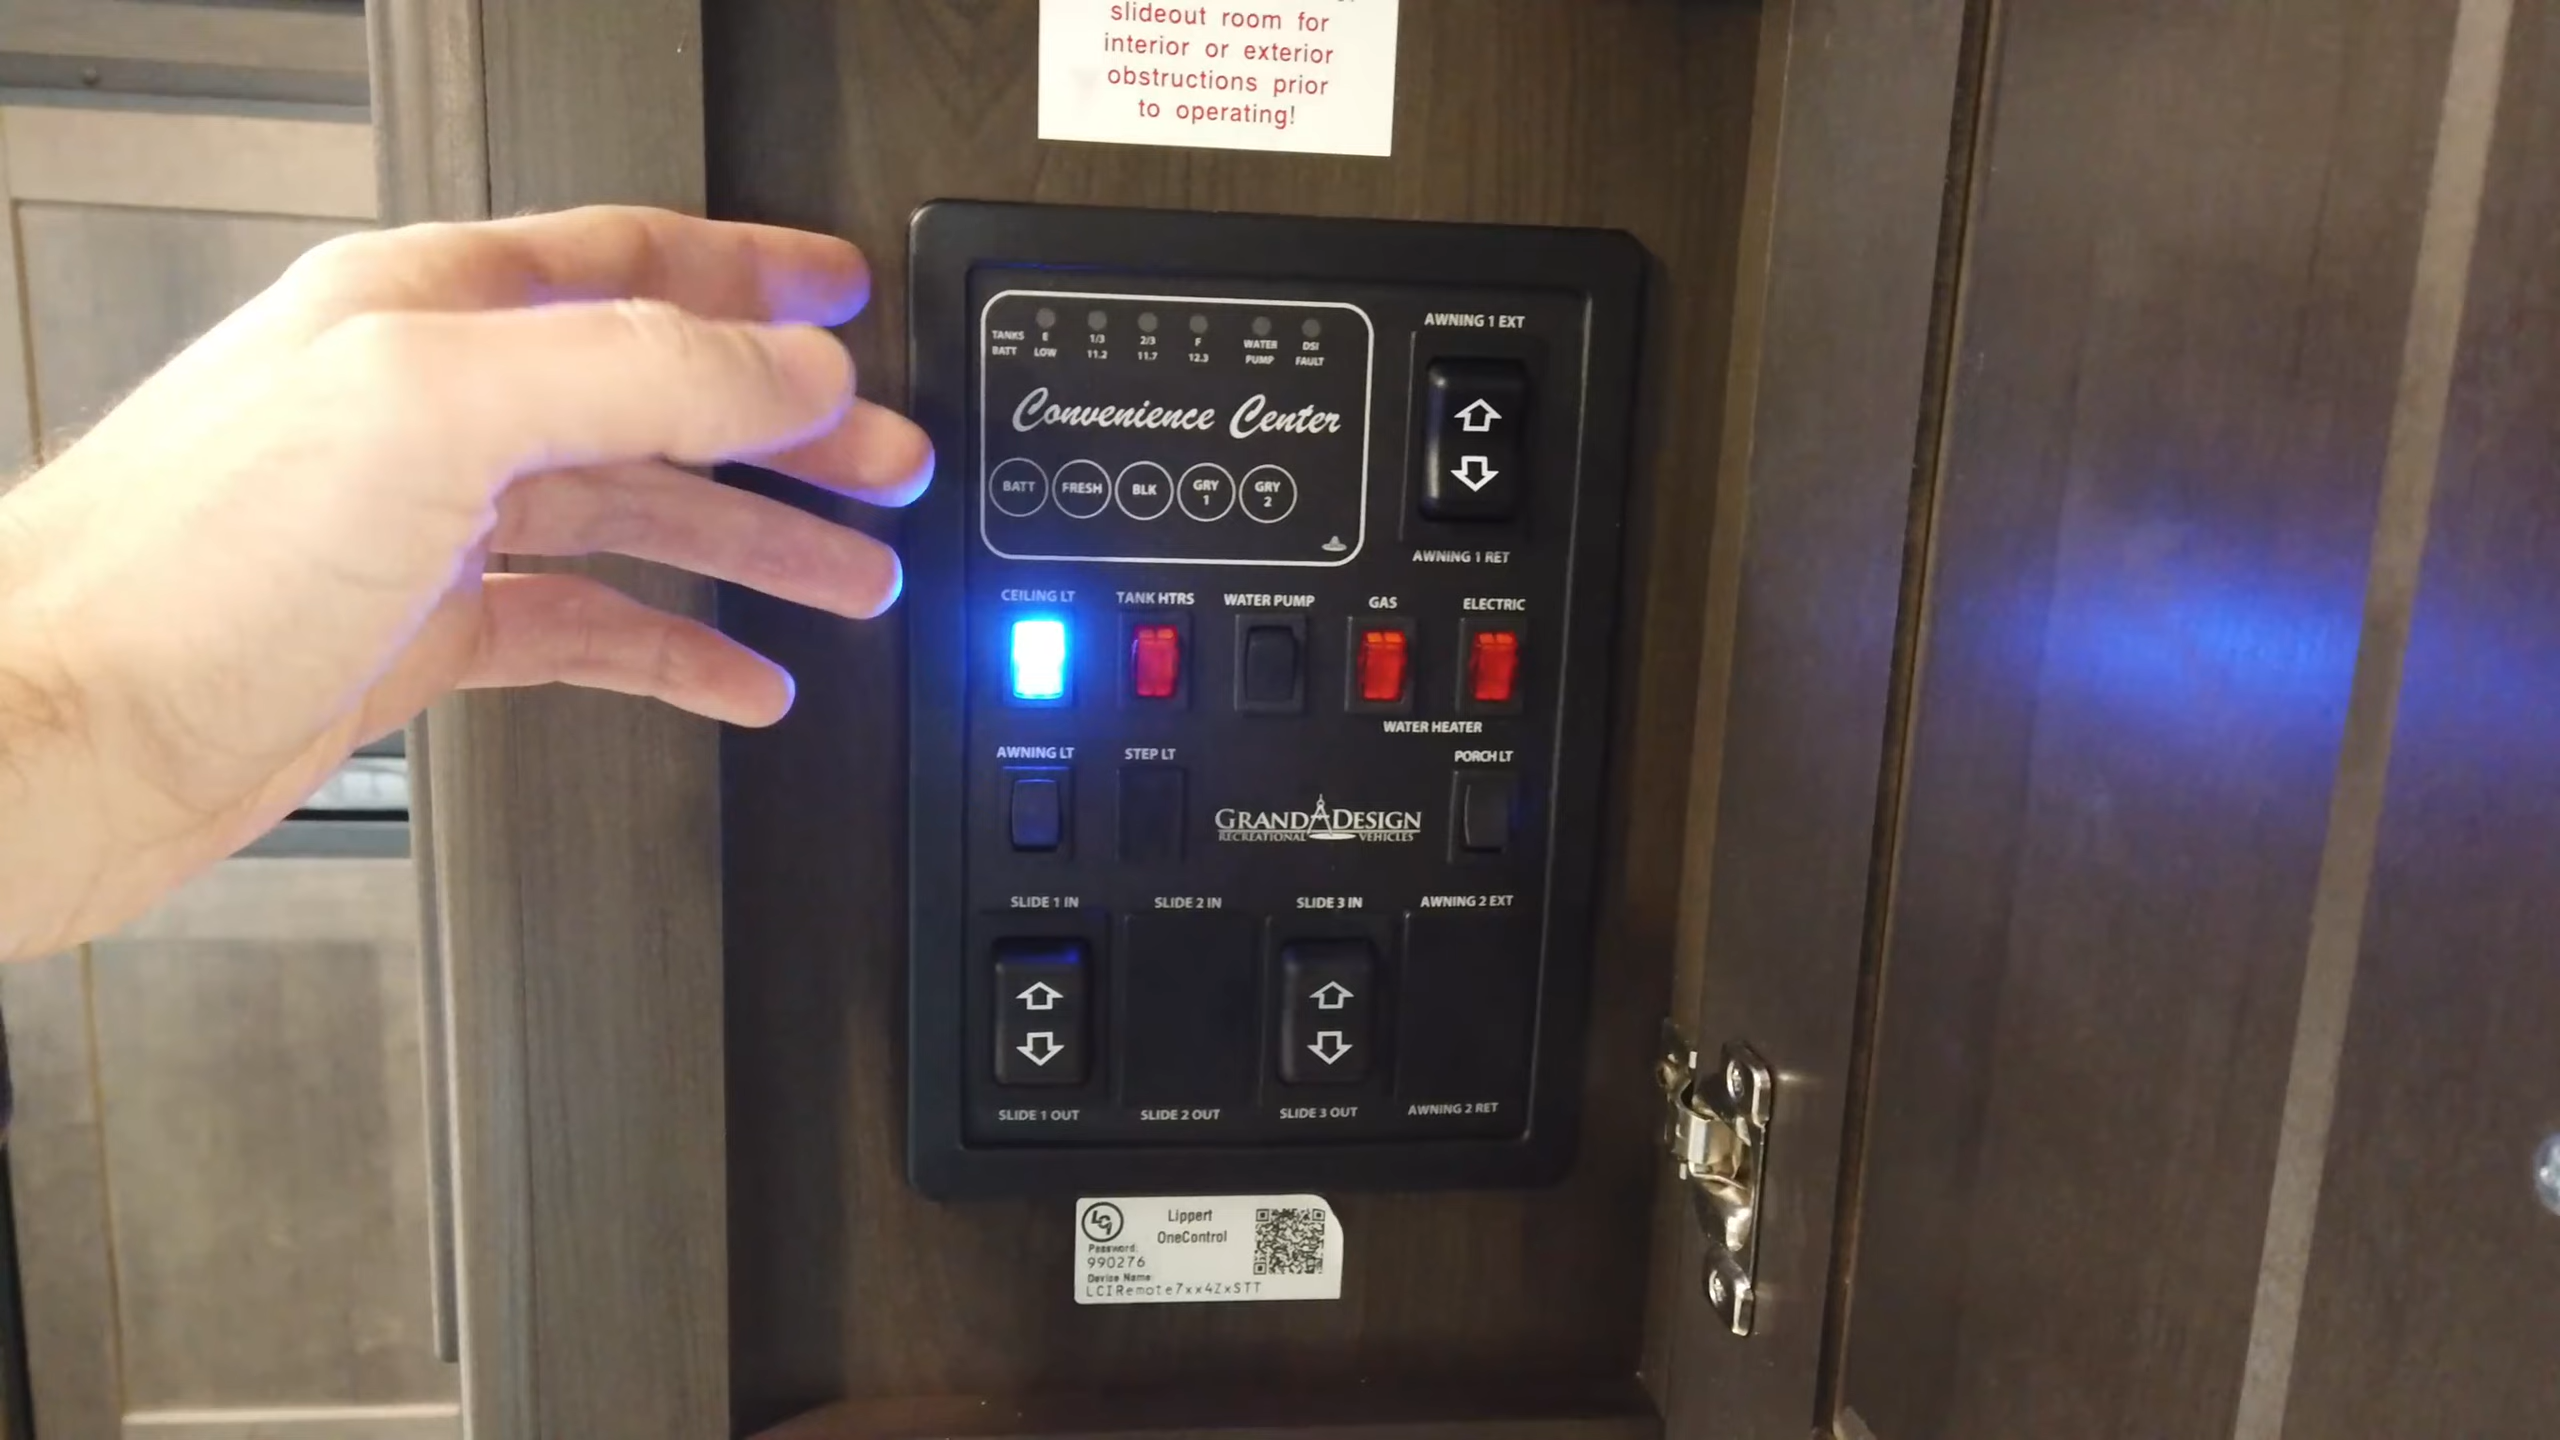 slideout room for
interior or exterior
obstructions prior
to operating!
TANKS E 1/3 2/3 F WATER DSI
BATT LOW 11.2 11.7 12.3 PUMP FAULT
Convenience Center
BATT FRESH BLK GRY 1 GRY 2
AWNING 1 EXT
AWNING 1 RET
CEILING LT TANK HTRS WATER PUMP GAS ELECTRIC
WATER HEATER
AWNING LT STEP LT PORCH LT
GRAND DESIGN
RECREATIONAL VEHICLES
SLIDE 1 IN SLIDE 2 IN SLIDE 3 IN AWNING 2 EXT
SLIDE 1 OUT SLIDE 2 OUT SLIDE 3 OUT AWNING 2 RET
LCI
Lippert
OneControl
Password:
990276
Device Name:
LCIRemote7xx4ZxSTT